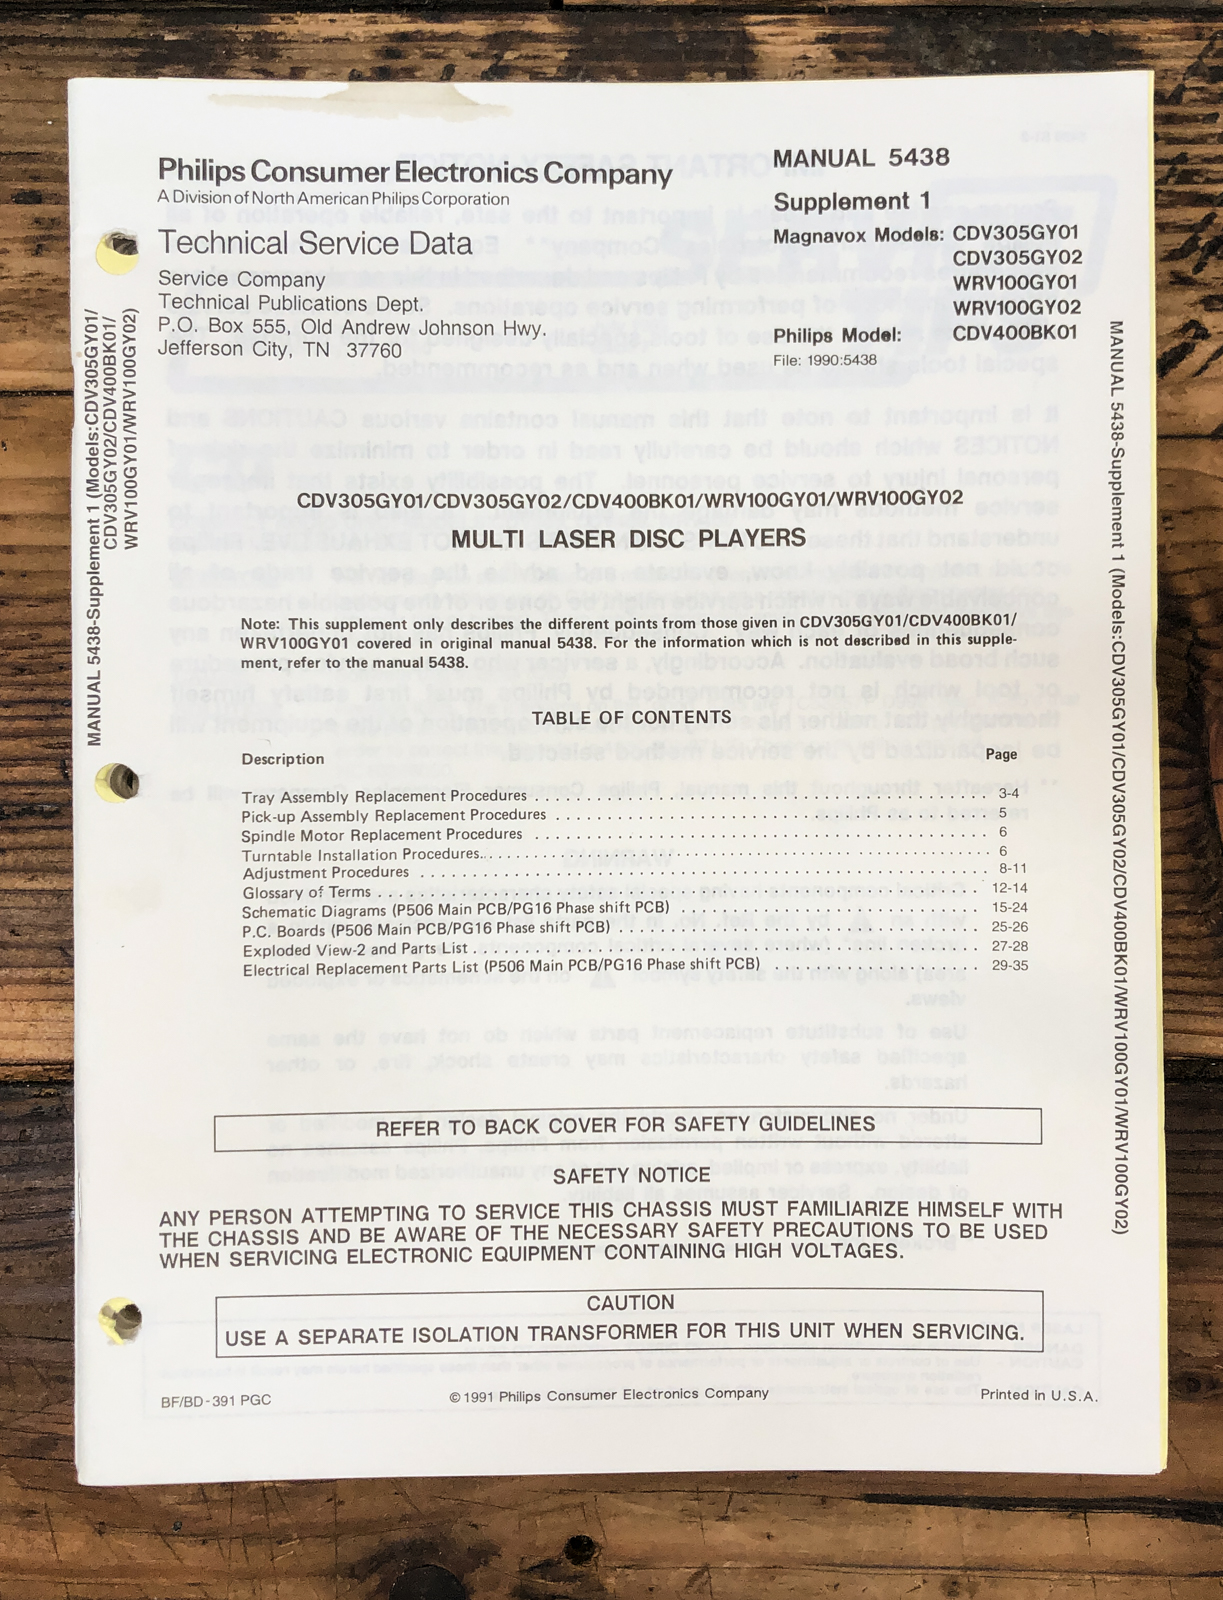 Philips Consumer Electronics Company
A Division of North American Philips Corporation
Technical Service Data
Service Company
Technical Publications Dept.
P.O. Box 555, Old Andrew Johnson Hwy.
Jefferson City, TN 37760
MANUAL 5438
Supplement 1
Magnavox Models: CDV305GY01
CDV305GY02
WRV100GY01
WRV100GY02
Philips Model: CDV400BK01
File: 1990:5438
MANUAL 5438-Supplement 1 (Models:CDV305GY01/
CDV305GY02/CDV400BK01/
WRV100GY01/WRV100GY02)
CDV305GY01/CDV305GY02/CDV400BK01/WRV100GY01/WRV100GY02
MULTI LASER DISC PLAYERS
Note: This supplement only describes the different points from those given in CDV305GY01/CDV400BK01/
WRV100GY01 covered in original manual 5438. For the information which is not described in this supple-
ment, refer to the manual 5438.
TABLE OF CONTENTS
Description Page
Tray Assembly Replacement Procedures . . . . . . . . . . . . . . . . . . . . 3-4
Pick-up Assembly Replacement Procedures . . . . . . . . . . . . . . . . . . . . 5
Spindle Motor Replacement Procedures . . . . . . . . . . . . . . . . . . . . 6
Turntable Installation Procedures. . . . . . . . . . . . . . . . . . . . . 6
Adjustment Procedures . . . . . . . . . . . . . . . . . . . . 8-11
Glossary of Terms . . . . . . . . . . . . . . . . . . . . 12-14
Schematic Diagrams (P506 Main PCB/PG16 Phase shift PCB) . . . . . . . . . . . . . . . 15-24
P.C. Boards (P506 Main PCB/PG16 Phase shift PCB) . . . . . . . . . . . . . . . . . . . . 25-26
Exploded View-2 and Parts List . . . . . . . . . . . . . . . . . . . . 27-28
Electrical Replacement Parts List (P506 Main PCB/PG16 Phase shift PCB) . . . . . . . . . . 29-35
REFER TO BACK COVER FOR SAFETY GUIDELINES
SAFETY NOTICE
ANY PERSON ATTEMPTING TO SERVICE THIS CHASSIS MUST FAMILIARIZE HIMSELF WITH
THE CHASSIS AND BE AWARE OF THE NECESSARY SAFETY PRECAUTIONS TO BE USED
WHEN SERVICING ELECTRONIC EQUIPMENT CONTAINING HIGH VOLTAGES.
CAUTION
USE A SEPARATE ISOLATION TRANSFORMER FOR THIS UNIT WHEN SERVICING.
BF/BD-391 PGC
© 1991 Philips Consumer Electronics Company
Printed in U.S.A.
MANUAL 5438-Supplement 1 (Models:CDV305GY01/CDV305GY02/CDV400BK01/WRV100GY01/WRV100GY02)